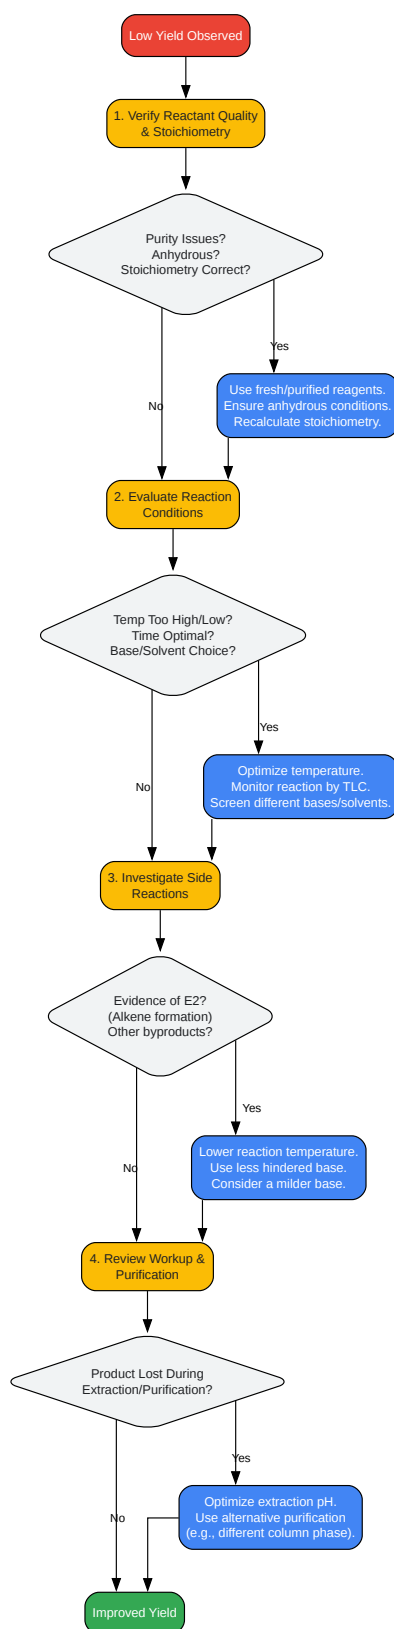 Low Yield Observed
1. Verify Reactant Quality
& Stoichiometry
Purity Issues?
Anhydrous?
Stoichiometry Correct?
Yes
Use fresh/purified reagents.
Ensure anhydrous conditions.
Recalculate stoichiometry.
No
2. Evaluate Reaction
Conditions
Temp Too High/Low?
Time Optimal?
Base/Solvent Choice?
Yes
Optimize temperature.
Monitor reaction by TLC.
Screen different bases/solvents.
No
3. Investigate Side
Reactions
Evidence of E2?
(Alkene formation)
Other byproducts?
Yes
Lower reaction temperature.
Use less hindered base.
Consider a milder base.
No
4. Review Workup &
Purification
Product Lost During
Extraction/Purification?
Yes
Optimize extraction pH.
Use alternative purification
(e.g., different column phase).
No
Improved Yield